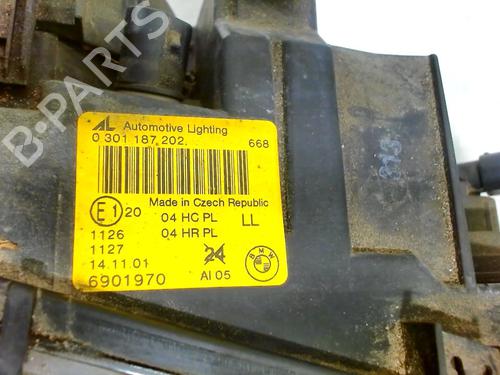 B-PARTS
AL Automotive Lighting
0 301 187 202. 668
Made in Czech Republic
E1 20 04 HC PL LL
1126 04 HR PL
1127 24
14.11.01 AI 05 BMW
6901970